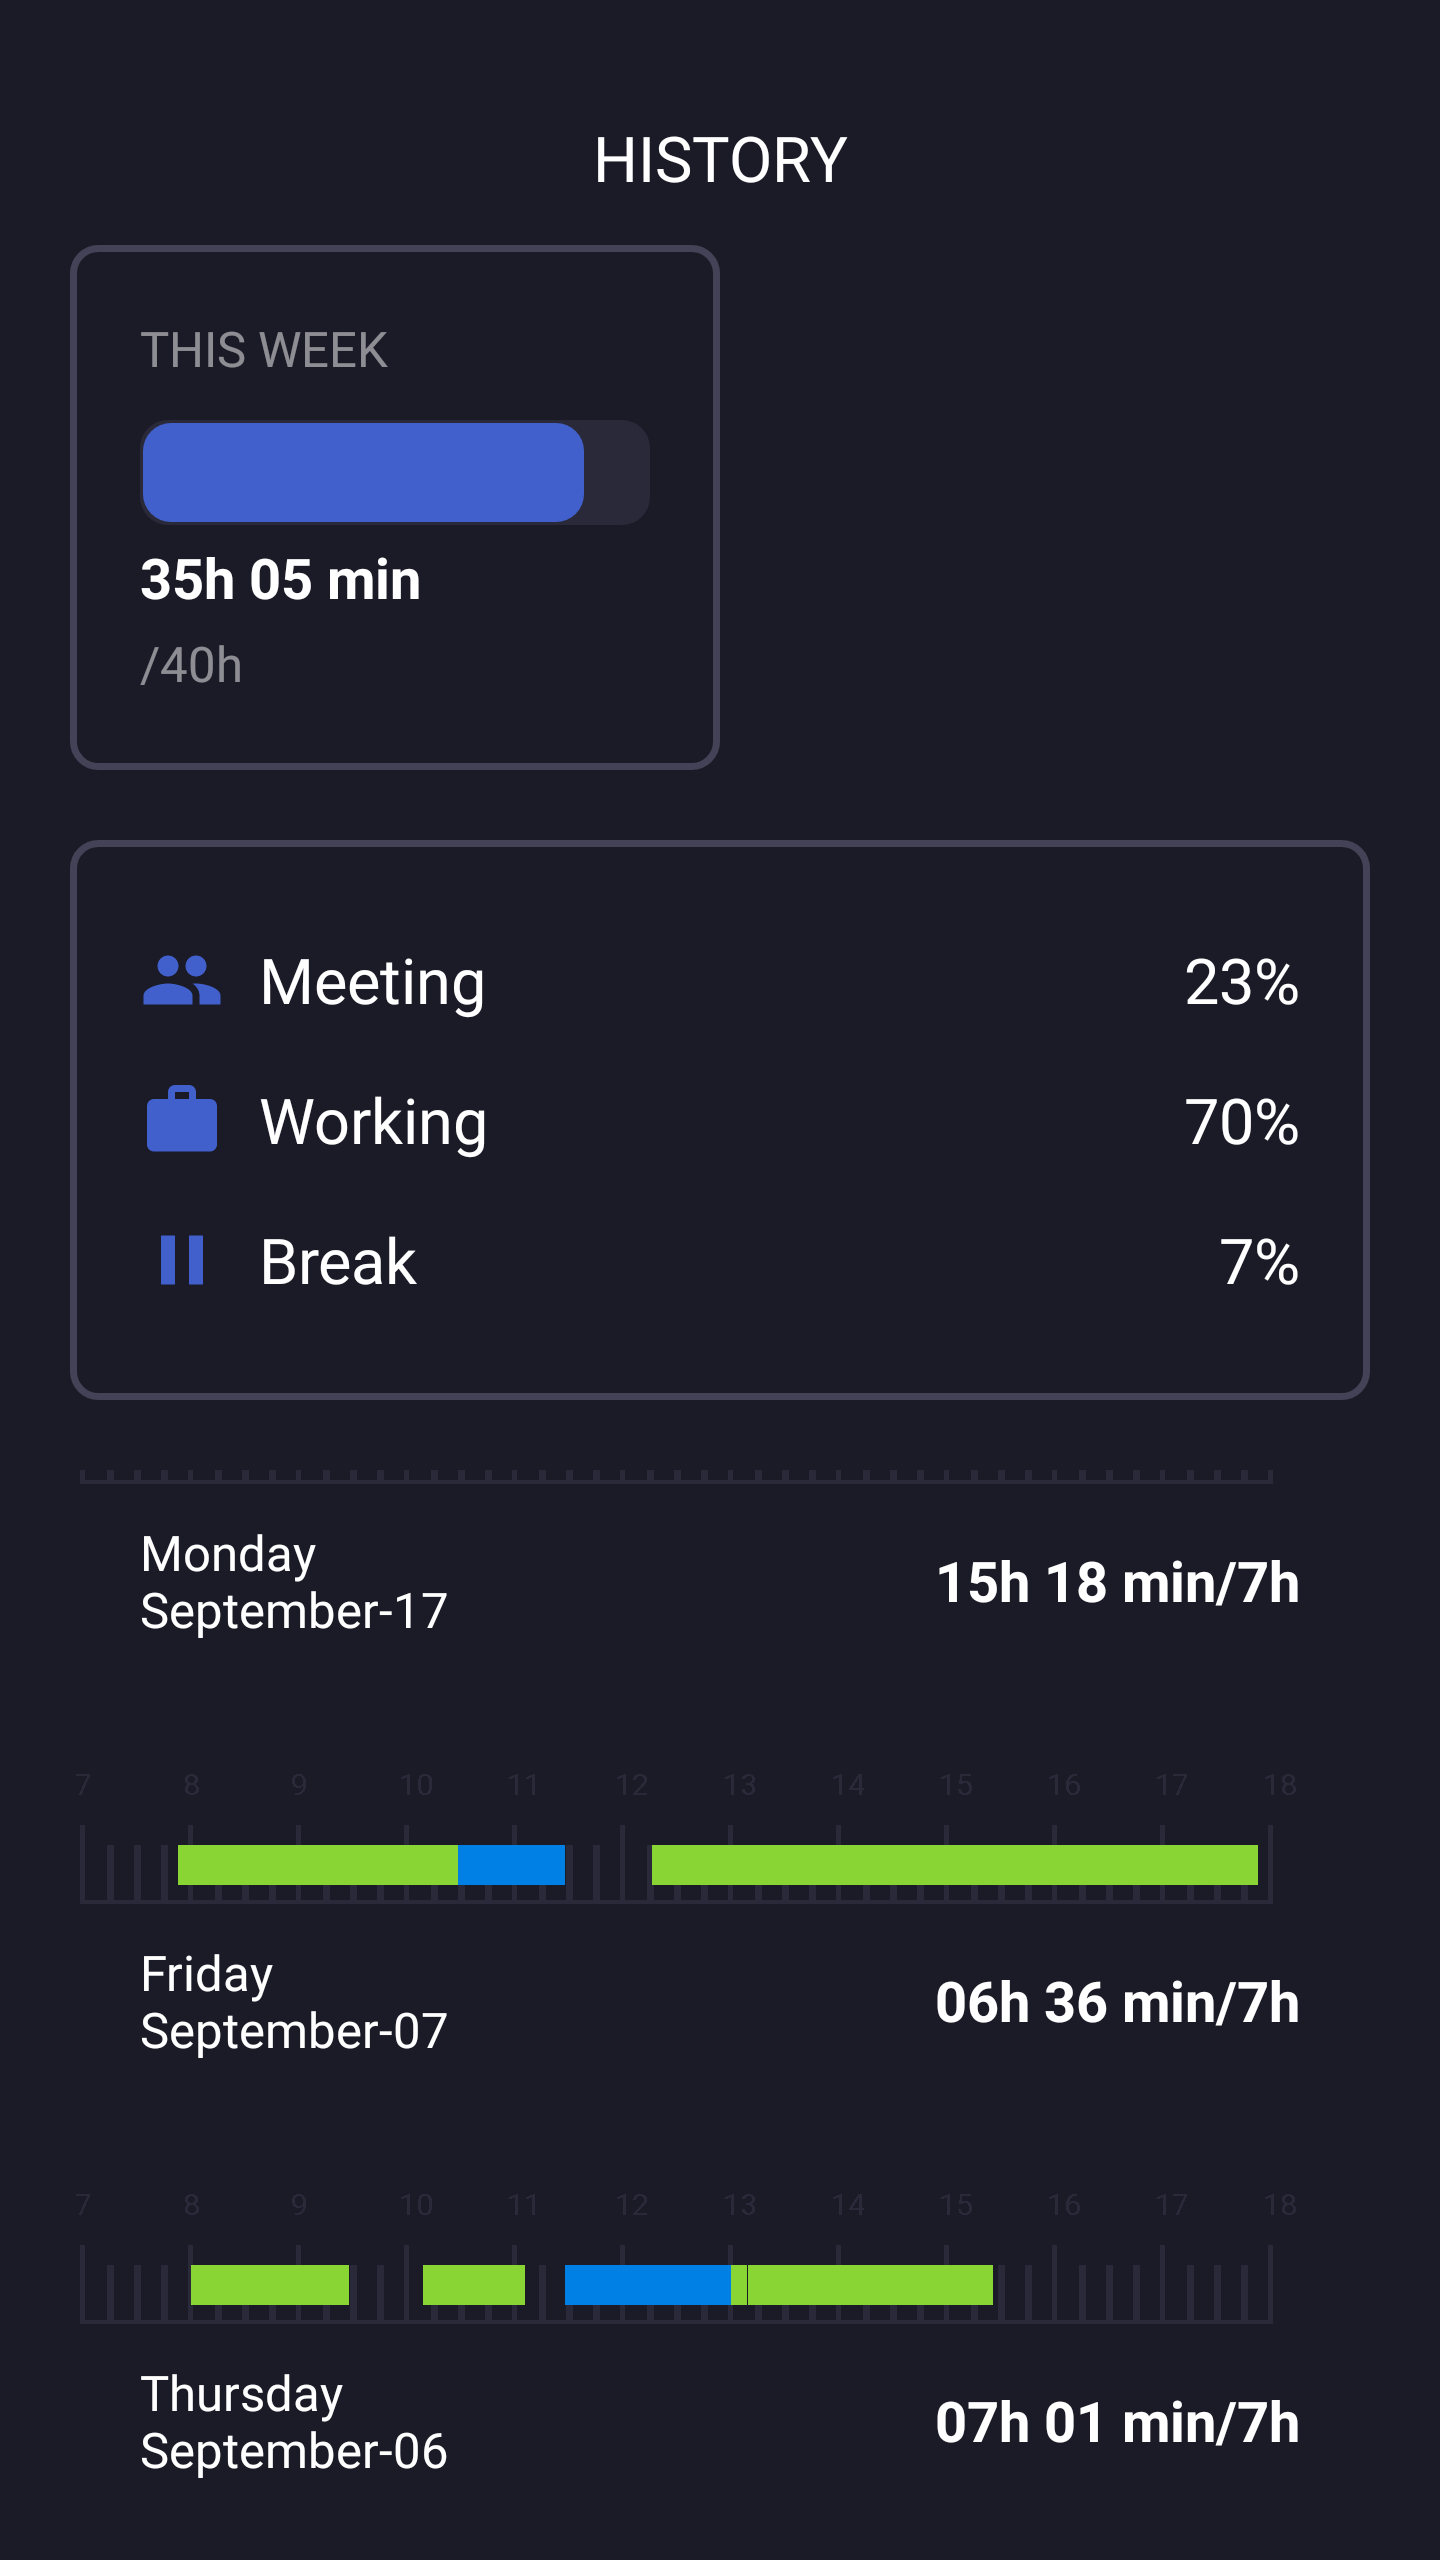 HISTORY
THIS WEEK
35h 05 min
/40h
Meeting 23%
Working 70%
Break 7%
Monday
September-17
15h 18 min/7h
7 8 9 10 11 12 13 14 15 16 17 18
Friday
September-07
06h 36 min/7h
7 8 9 10 11 12 13 14 15 16 17 18
Thursday
September-06
07h 01 min/7h